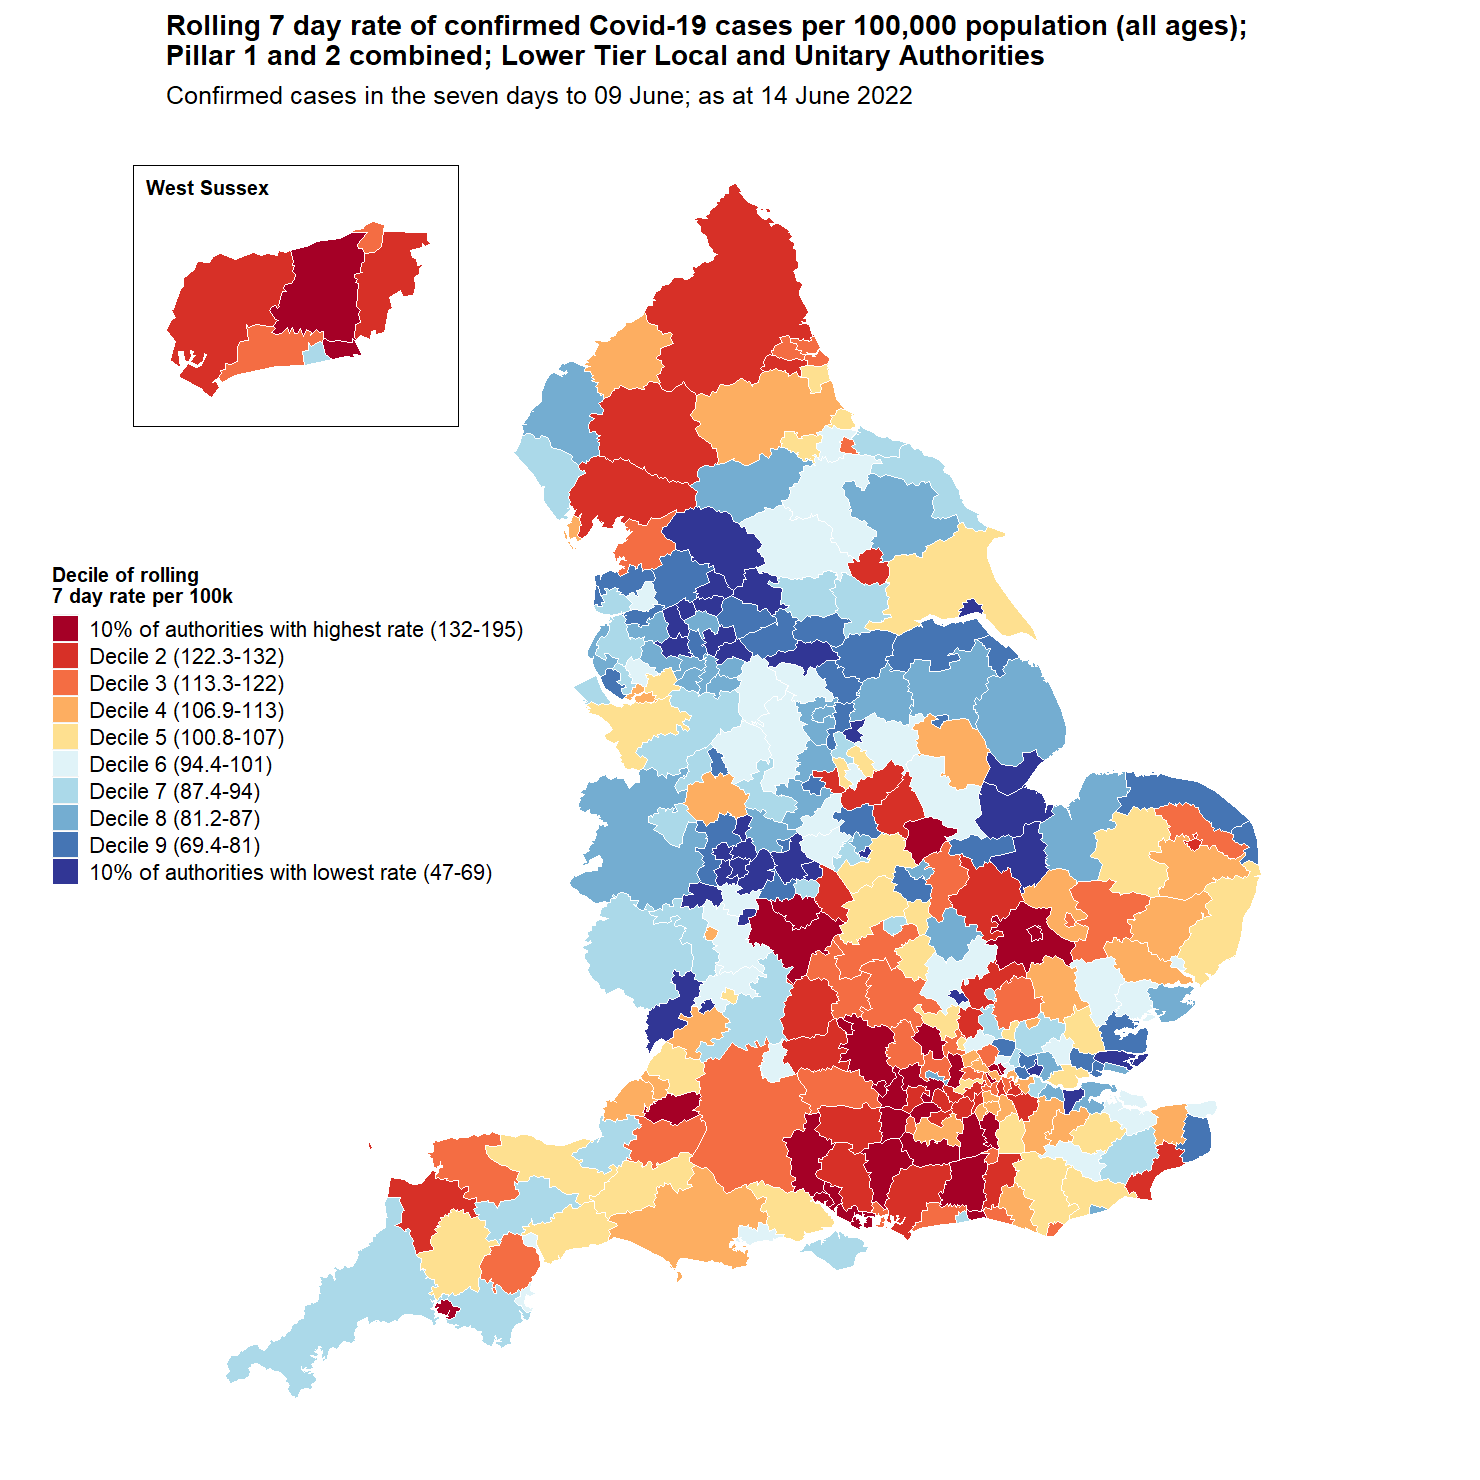 Rolling 7 day rate of confirmed Covid-19 cases per 100,000 population (all ages);
Pillar 1 and 2 combined; Lower Tier Local and Unitary Authorities
Confirmed cases in the seven days to 09 June; as at 14 June 2022
West Sussex
Decile of rolling
7 day rate per 100k
10% of authorities with highest rate (132-195)
Decile 2 (122.3-132)
Decile 3 (113.3-122)
Decile 4 (106.9-113)
Decile 5 (100.8-107)
Decile 6 (94.4-101)
Decile 7 (87.4-94)
Decile 8 (81.2-87)
Decile 9 (69.4-81)
10% of authorities with lowest rate (47-69)